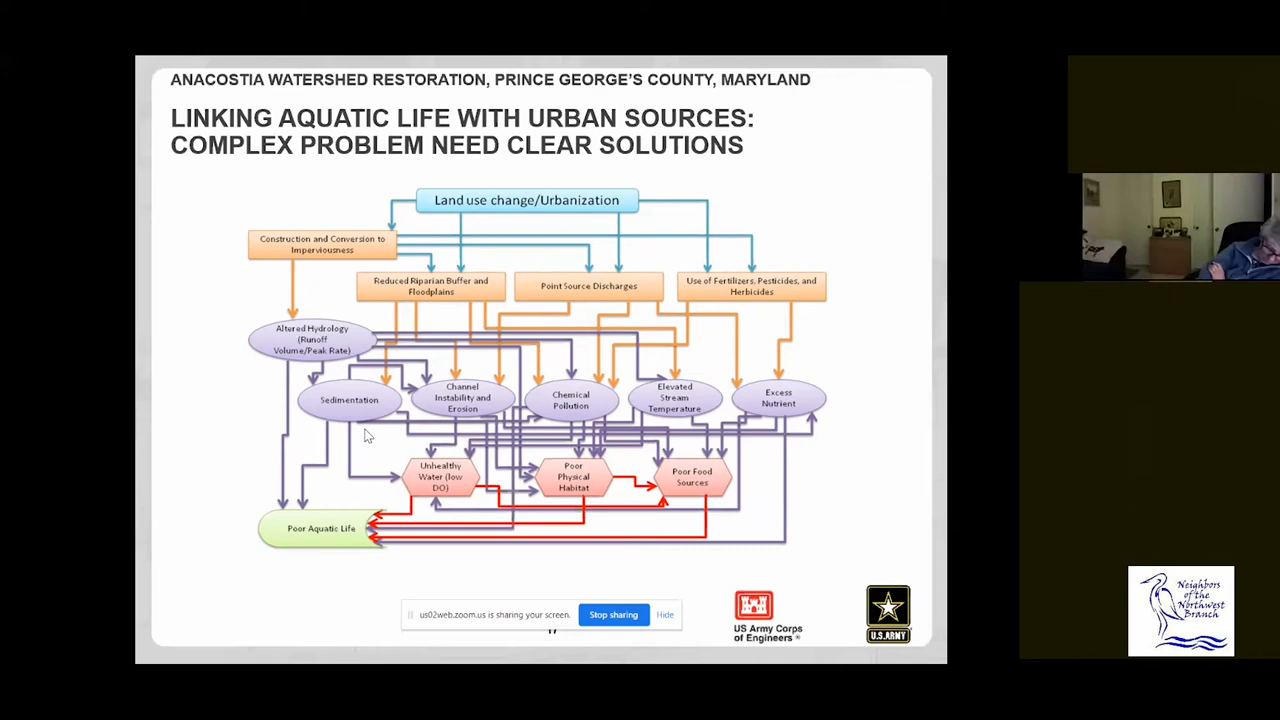 ANACOSTIA WATERSHED RESTORATION, PRINCE GEORGE'S COUNTY, MARYLAND
LINKING AQUATIC LIFE WITH URBAN SOURCES:
COMPLEX PROBLEM NEED CLEAR SOLUTIONS
Land use change/Urbanization
Construction and Conversion to
Imperviousness
Reduced Riparian Buffer and
Floodplains
Point Source Discharges
Use of Fertilizers, Pesticides, and
Herbicides
Altered Hydrology
(Runoff
Volume/Peak Rate)
Sedimentation
Channel
Instability and
Erosion
Chemical
Pollution
Elevated
Stream
Temperature
Excess
Nutrient
Unhealthy
Water (low
DO)
Poor
Physical
Habitat
Poor Food
Sources
Poor Aquatic Life
us02web.zoom.us is sharing your screen.
Stop sharing
Hide
US Army Corps
of Engineers®
U.S.ARMY
Neighbors
of the
Northwest
Branch